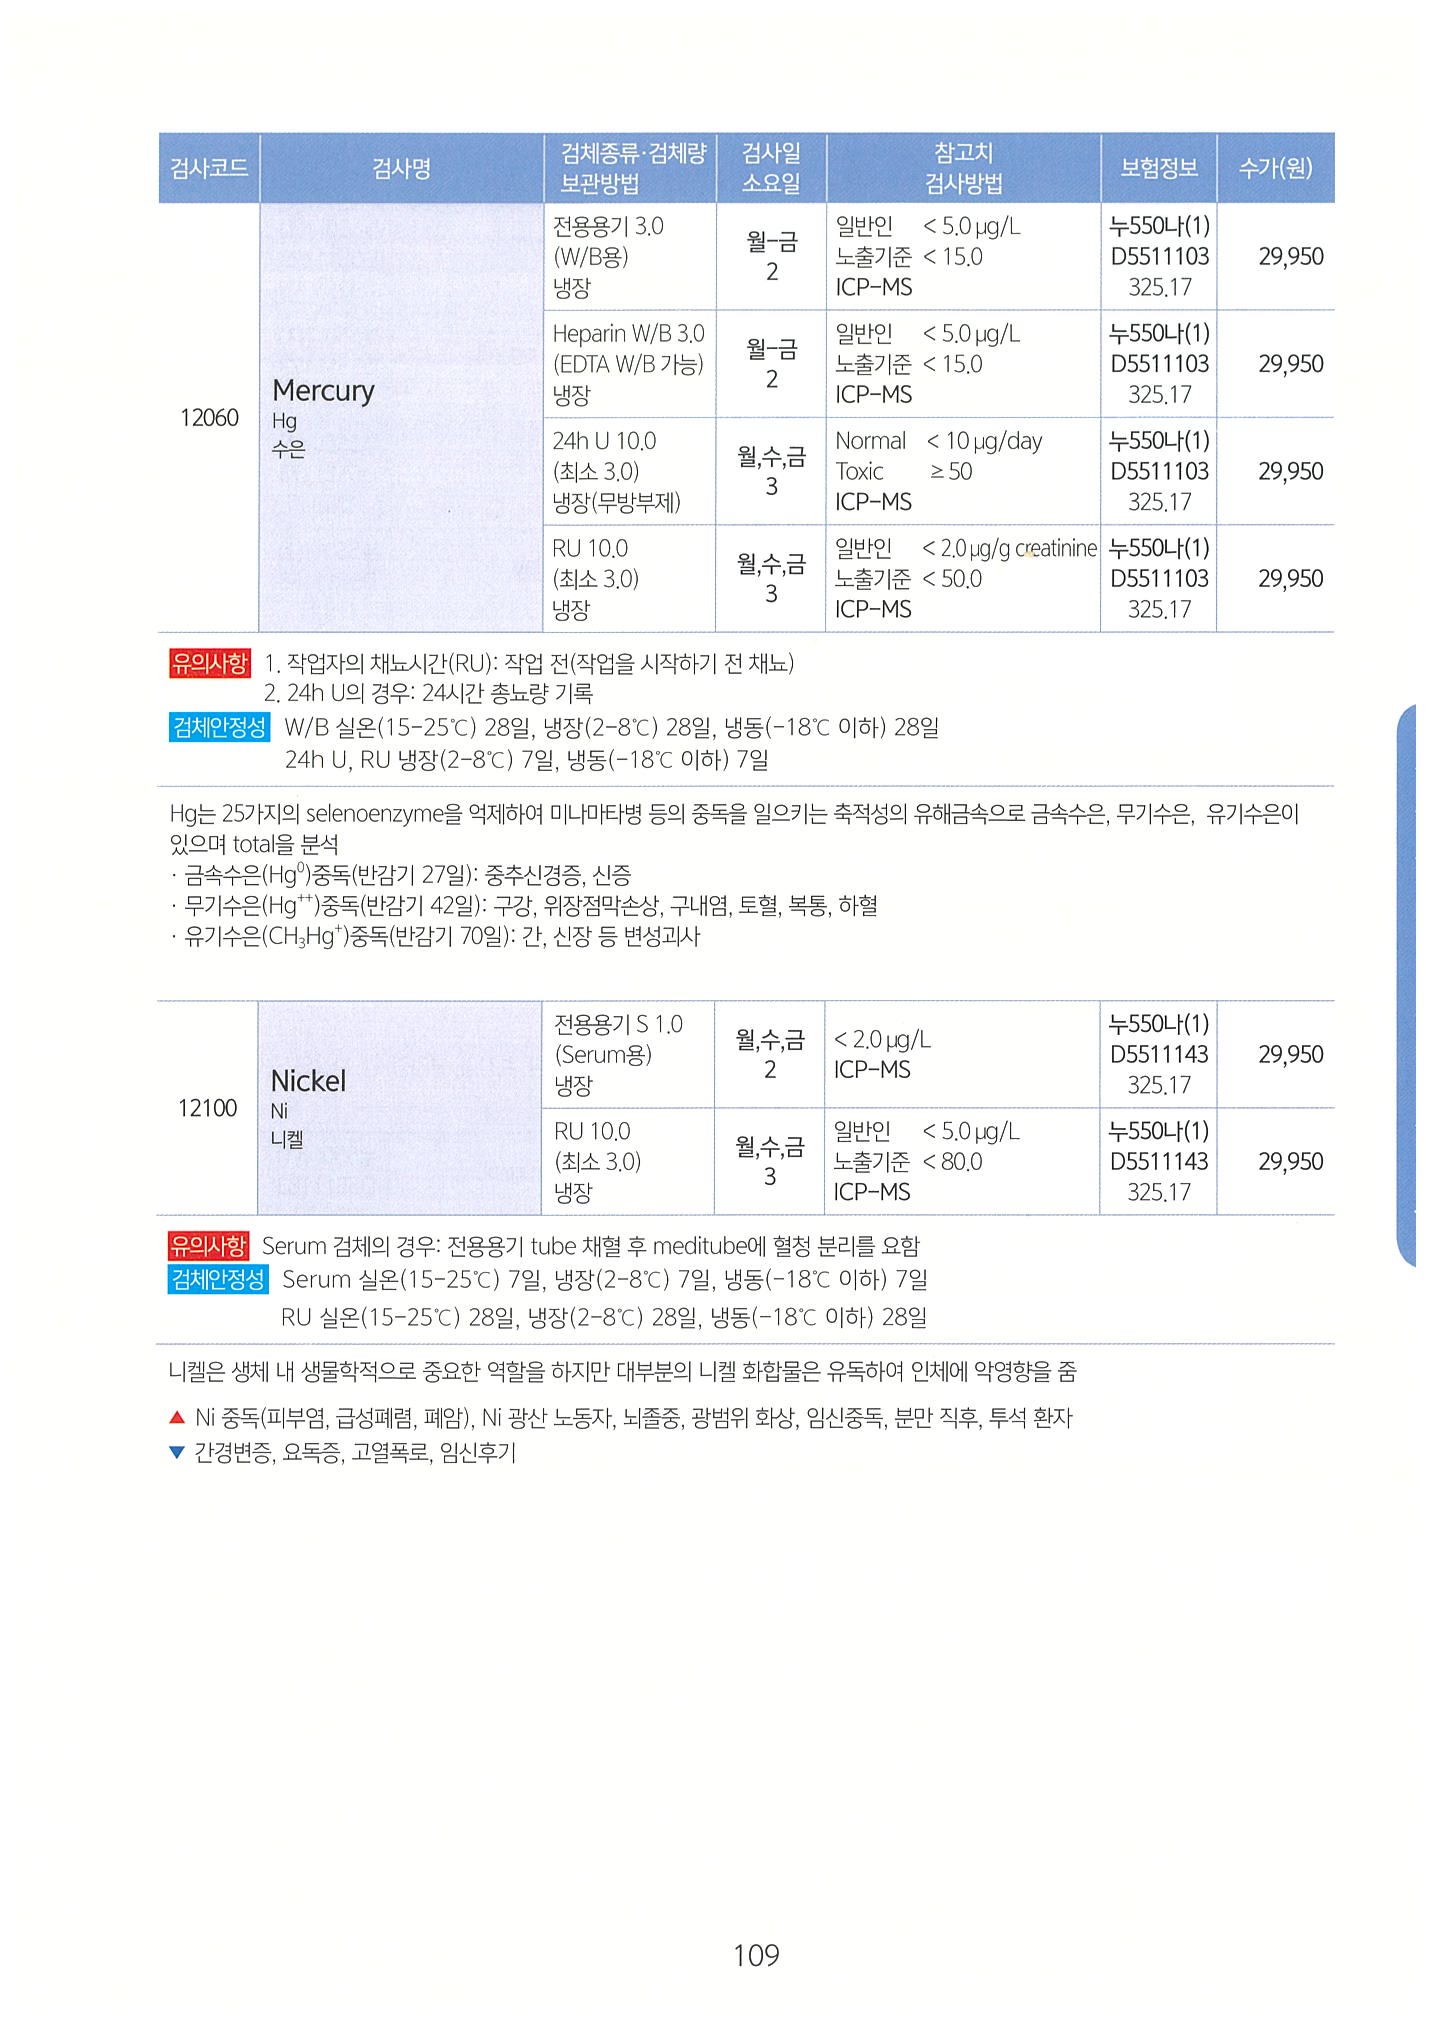 검사코드 검사명 검체종류·검체량 보관방법 검사일 소요일 참고치 검사방법 보험정보 수가(원)
12060
Mercury
Hg
수은
전용용기 3.0 월-금 일반인 < 5.0 µg/L 누550나(1)
(W/B용) 2 노출기준 < 15.0 D5511103 29,950
냉장 ICP-MS 325.17
Heparin W/B 3.0 월-금 일반인 < 5.0 µg/L 누550나(1)
(EDTA W/B 가능) 2 노출기준 < 15.0 D5511103 29,950
냉장 ICP-MS 325.17
24h U 10.0 월,수,금 Normal < 10 µg/day 누550나(1)
(최소 3.0) 3 Toxic ≥ 50 D5511103 29,950
냉장(무방부제) ICP-MS 325.17
RU 10.0 월,수,금 일반인 < 2.0 µg/g creatinine 누550나(1)
(최소 3.0) 3 노출기준 < 50.0 D5511103 29,950
냉장 ICP-MS 325.17
유의사항 1. 작업자의 채뇨시간(RU): 작업 전(작업을 시작하기 전 채뇨)
2. 24h U의 경우: 24시간 총뇨량 기록
검체안정성 W/B 실온(15-25℃) 28일, 냉장(2-8℃) 28일, 냉동(-18℃ 이하) 28일
24h U, RU 냉장(2-8℃) 7일, 냉동(-18℃ 이하) 7일
Hg는 25가지의 selenoenzyme을 억제하여 미나마타병 등의 중독을 일으키는 축적성의 유해금속으로 금속수은, 무기수은, 유기수은이
있으며 total을 분석
· 금속수은(Hg⁰)중독(반감기 27일): 중추신경증, 신증
· 무기수은(Hg⁺⁺)중독(반감기 42일): 구강, 위장점막손상, 구내염, 토혈, 복통, 하혈
· 유기수은(CH₃Hg⁺)중독(반감기 70일): 간, 신장 등 변성괴사
12100
Nickel
Ni
니켈
전용용기 S 1.0 월,수,금 < 2.0 µg/L 누550나(1)
(Serum용) 2 ICP-MS D5511143 29,950
냉장 325.17
RU 10.0 월,수,금 일반인 < 5.0 µg/L 누550나(1)
(최소 3.0) 3 노출기준 < 80.0 D5511143 29,950
냉장 ICP-MS 325.17
유의사항 Serum 검체의 경우: 전용용기 tube 채혈 후 meditube에 혈청 분리를 요함
검체안정성 Serum 실온(15-25℃) 7일, 냉장(2-8℃) 7일, 냉동(-18℃ 이하) 7일
RU 실온(15-25℃) 28일, 냉장(2-8℃) 28일, 냉동(-18℃ 이하) 28일
니켈은 생체 내 생물학적으로 중요한 역할을 하지만 대부분의 니켈 화합물은 유독하여 인체에 악영향을 줌
▲ Ni 중독(피부염, 급성폐렴, 폐암), Ni 광산 노동자, 뇌졸중, 광범위 화상, 임신중독, 분만 직후, 투석 환자
▼ 간경변증, 요독증, 고열폭로, 임신후기
109